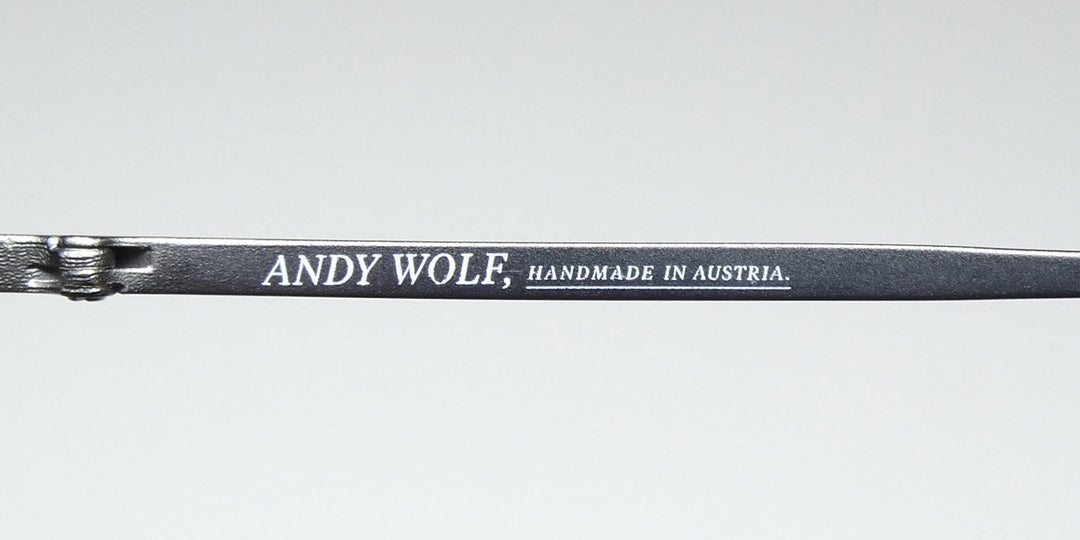 ANDY WOLF, HANDMADE IN AUSTRIA.